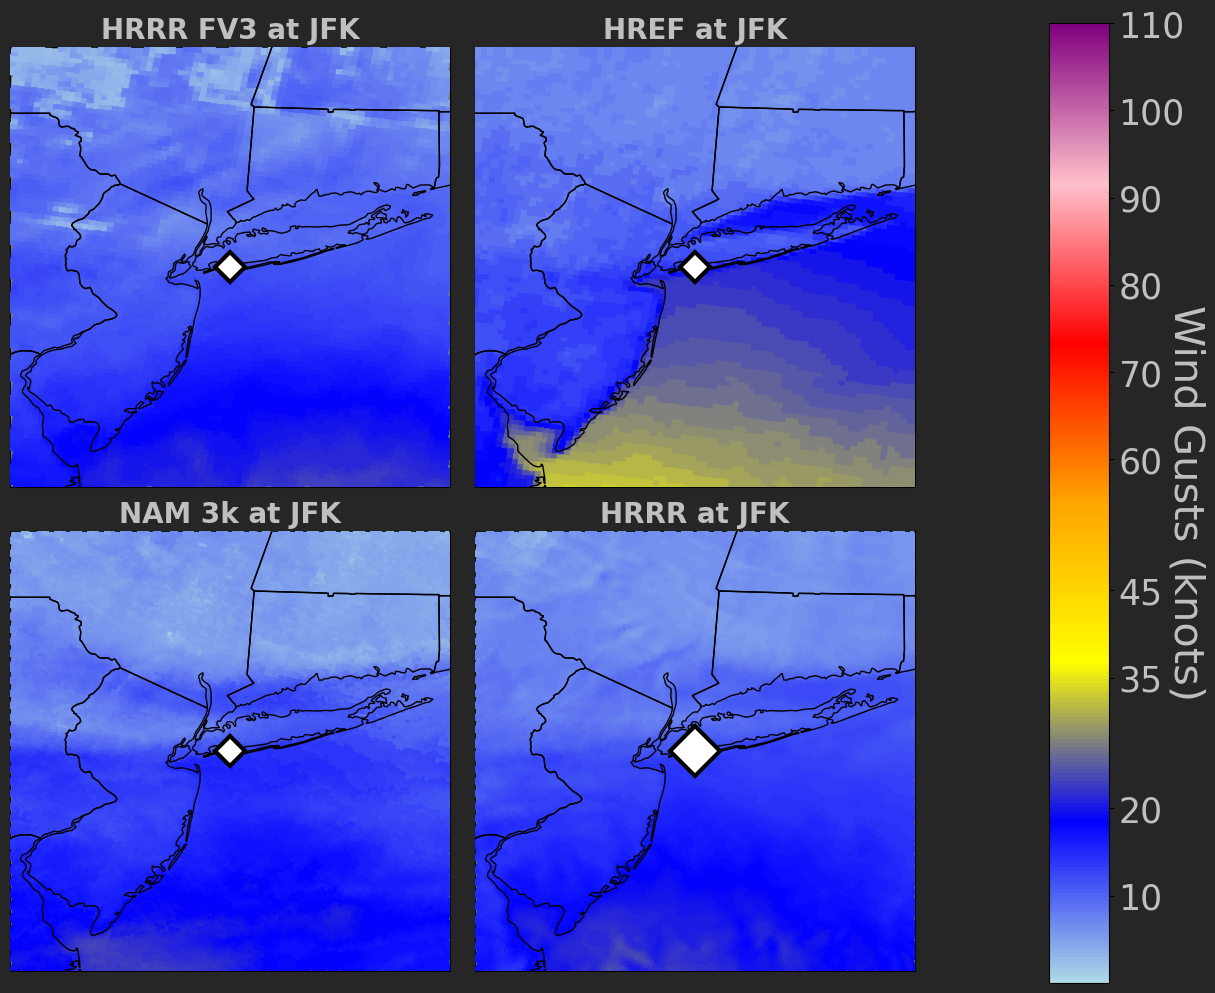 HRRR FV3 at JFK
HREF at JFK
NAM 3k at JFK
HRRR at JFK
110
100
90
80
70
60
45
35
20
10
Wind Gusts (knots)